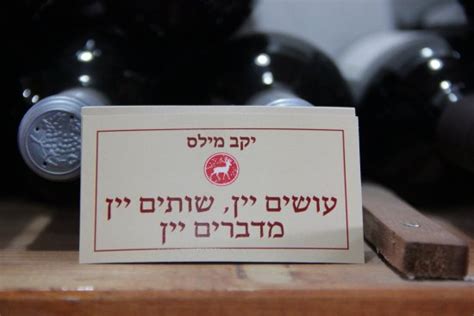 יקב מילס
עושים יין, שותים יין
מדברים יין